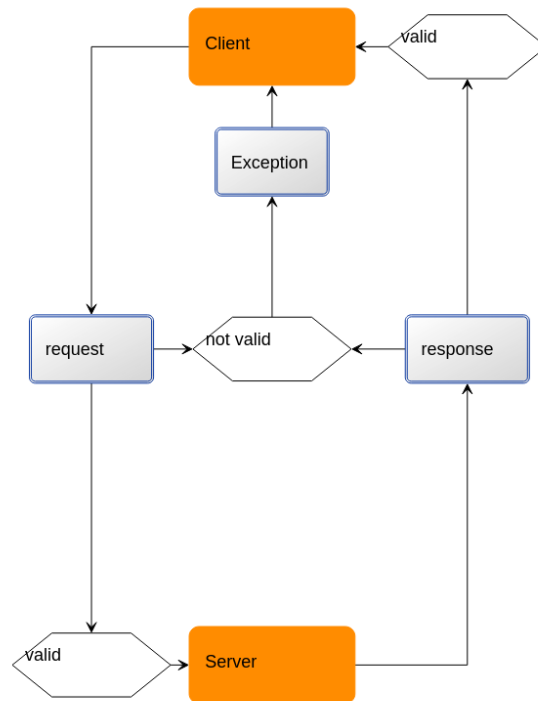 Client
valid
Exception
request
not valid
response
valid
Server